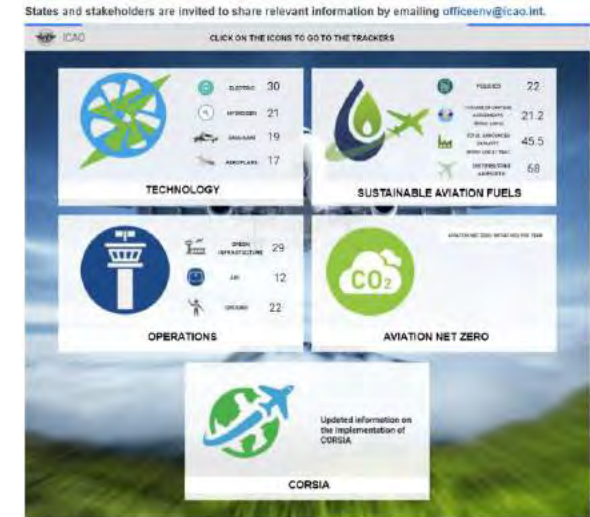 States and stakeholders are invited to share relevant information by emailing officeenv@icao.int.
ICAO
CLICK ON THE ICONS TO GO TO THE TRACKERS
ELECTRIC 30
HYDROGEN 21
19
AEROPLANE 17
TECHNOLOGY
POLICIES 22
21.2
45.5
DISTRIBUTING AIRPORTS 68
SUSTAINABLE AVIATION FUELS
GREEN INFRASTRUCTURE 29
AIR 12
GROUND 22
OPERATIONS
CO2
AVIATION NET ZERO
Updated information on
the implementation of
CORSIA
CORSIA